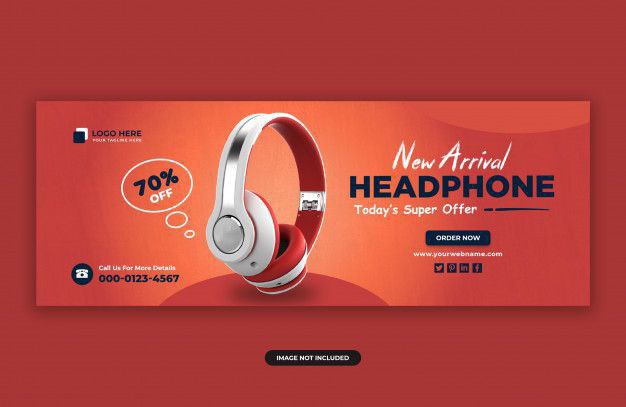 LOGO HERE
YOUR TAGLINE HERE
70%
OFF
Call Us For More Details
000-0123-4567
New Arrival
HEADPHONE
Today's Super Offer
ORDER NOW
www.yourwebname.com
IMAGE NOT INCLUDED